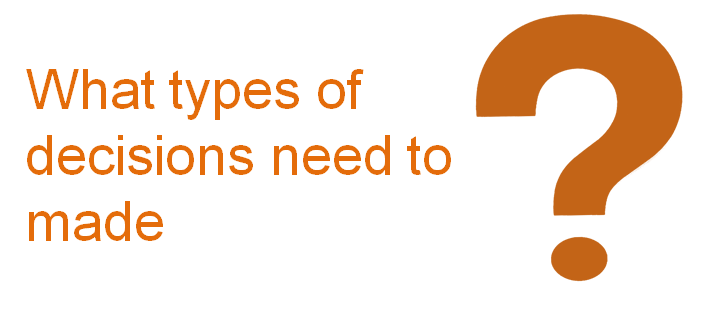 What types of
decisions need to
made
?